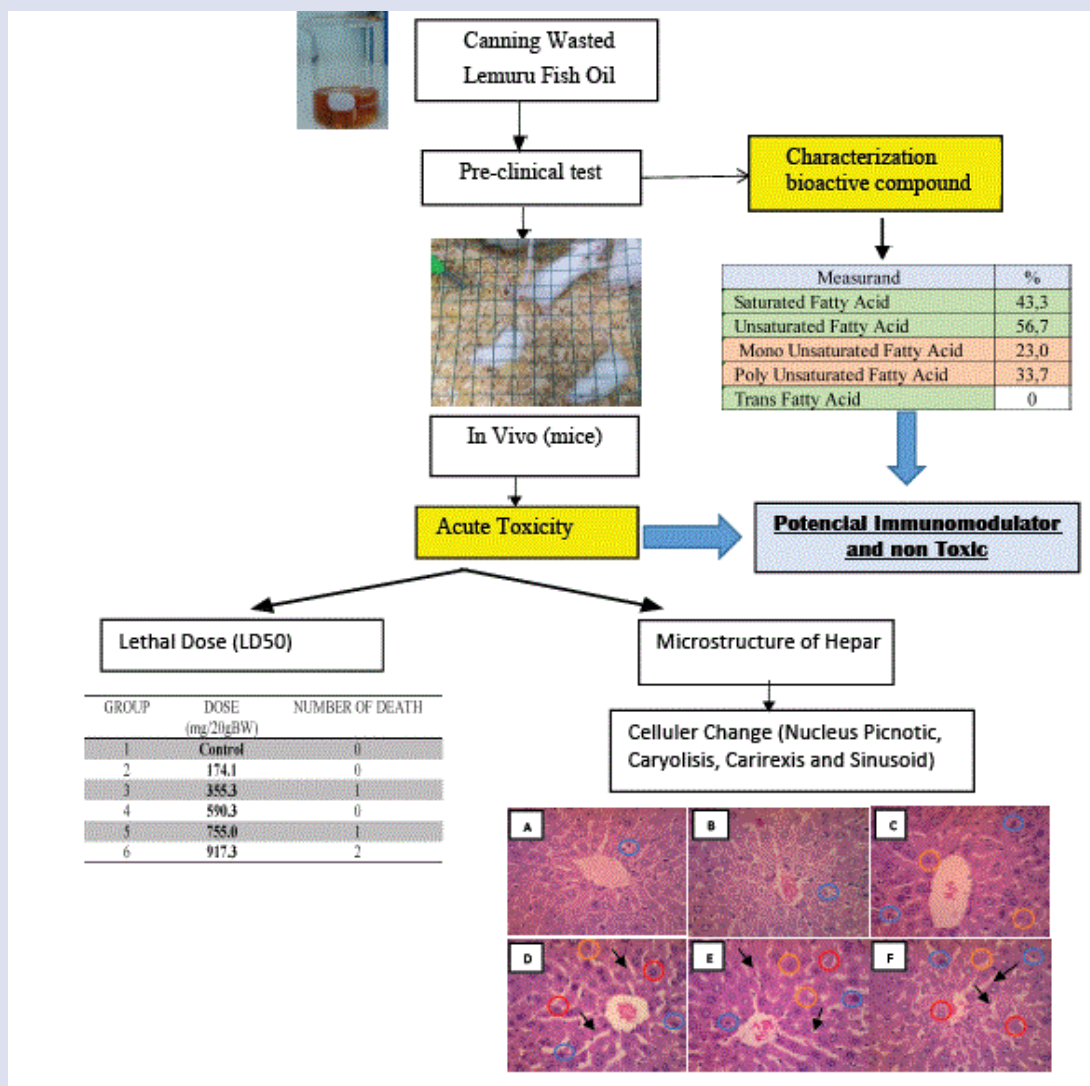 Canning Wasted
Lemuru Fish Oil
Pre-clinical test
Characterization
bioactive compound
Measurand %
Saturated Fatty Acid 43,3
Unsaturated Fatty Acid 56,7
Mono Unsaturated Fatty Acid 23,0
Poly Unsaturated Fatty Acid 33,7
Trans Fatty Acid 0
In Vivo (mice)
Acute Toxicity
Potencial Immunomodulator
and non Toxic
Lethal Dose (LD50)
Microstructure of Hepar
GROUP DOSE NUMBER OF DEATH
(mg/20gBW)
1 Control 0
2 174.1 0
3 355.3 1
4 590.3 0
5 755.0 1
6 917.3 2
Celluler Change (Nucleus Picnotic,
Caryolisis, Carirexis and Sinusoid)
A B C
D E F